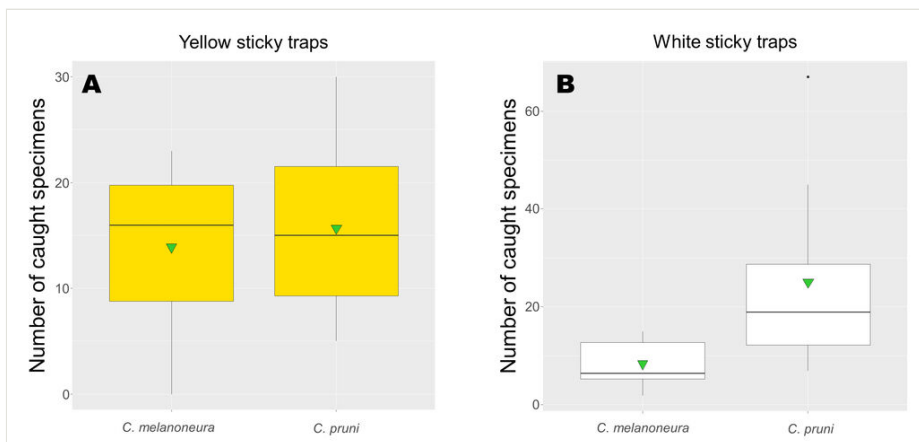 Yellow sticky traps
A
Number of caught specimens
30
20
10
0
C. melanoneura
C. pruni
White sticky traps
B
Number of caught specimens
60
40
20
0
C. melanoneura
C. pruni